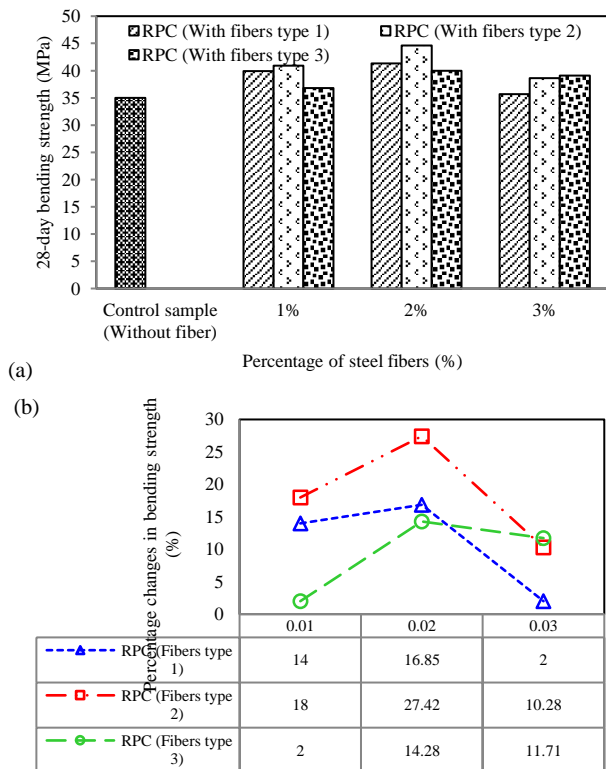 50
45
40
35
30
25
20
15
10
5
0
28-day bending strength (MPa)
RPC (With fibers type 1)
RPC (With fibers type 2)
RPC (With fibers type 3)
Control sample
(Without fiber)
1%
2%
3%
Percentage of steel fibers (%)
(a)
(b)
30
25
20
15
10
5
0
Percentage changes in bending strength
(%)
0.01 0.02 0.03
RPC (Fibers type
1)
14 16.85 2
RPC (Fibers type
2)
18 27.42 10.28
RPC (Fibers type
3)
2 14.28 11.71